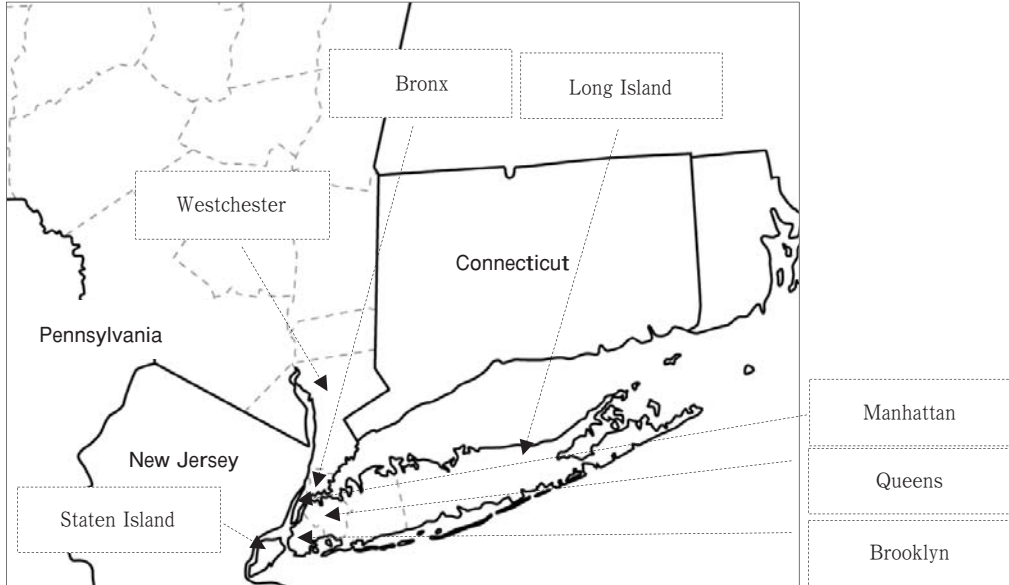 Bronx
Long Island
Westchester
Connecticut
Pennsylvania
Manhattan
New Jersey
Queens
Staten Island
Brooklyn